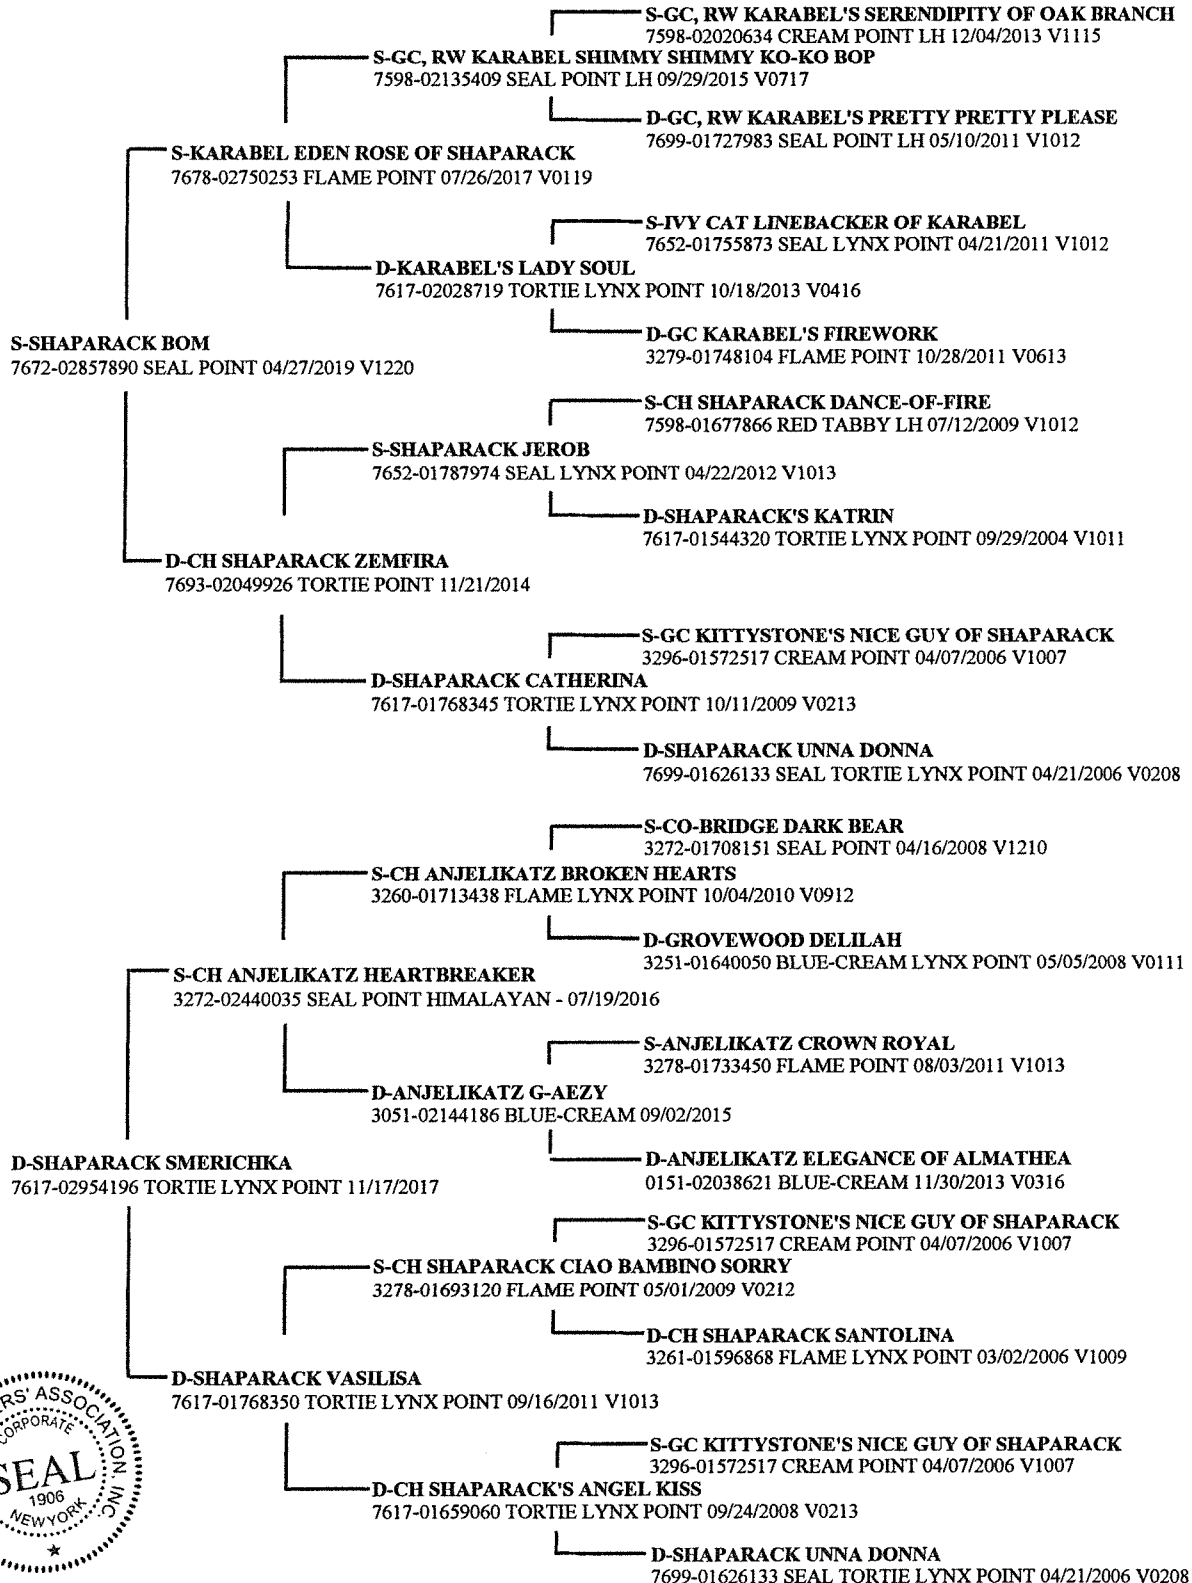 S-GC, RW KARABEL'S SERENDIPITY OF OAK BRANCH
7598-02020634 CREAM POINT LH 12/04/2013 V1115
S-GC, RW KARABEL SHIMMY SHIMMY KO-KO BOP
7598-02135409 SEAL POINT LH 09/29/2015 V0717
D-GC, RW KARABEL'S PRETTY PRETTY PLEASE
7699-01727983 SEAL POINT LH 05/10/2011 V1012
S-KARABEL EDEN ROSE OF SHAPARACK
7678-02750253 FLAME POINT 07/26/2017 V0119
S-IVY CAT LINEBACKER OF KARABEL
7652-01755873 SEAL LYNX POINT 04/21/2011 V1012
D-KARABEL'S LADY SOUL
7617-02028719 TORTIE LYNX POINT 10/18/2013 V0416
D-GC KARABEL'S FIREWORK
3279-01748104 FLAME POINT 10/28/2011 V0613
S-SHAPARACK BOM
7672-02857890 SEAL POINT 04/27/2019 V1220
S-CH SHAPARACK DANCE-OF-FIRE
7598-01677866 RED TABBY LH 07/12/2009 V1012
S-SHAPARACK JEROB
7652-01787974 SEAL LYNX POINT 04/22/2012 V1013
D-SHAPARACK'S KATRIN
7617-01544320 TORTIE LYNX POINT 09/29/2004 V1011
D-CH SHAPARACK ZEMFIRA
7693-02049926 TORTIE POINT 11/21/2014
S-GC KITTYSTONE'S NICE GUY OF SHAPARACK
3296-01572517 CREAM POINT 04/07/2006 V1007
D-SHAPARACK CATHERINA
7617-01768345 TORTIE LYNX POINT 10/11/2009 V0213
D-SHAPARACK UNNA DONNA
7699-01626133 SEAL TORTIE LYNX POINT 04/21/2006 V0208
S-CO-BRIDGE DARK BEAR
3272-01708151 SEAL POINT 04/16/2008 V1210
S-CH ANJELIKATZ BROKEN HEARTS
3260-01713438 FLAME LYNX POINT 10/04/2010 V0912
D-GROVEWOOD DELILAH
3251-01640050 BLUE-CREAM LYNX POINT 05/05/2008 V0111
S-CH ANJELIKATZ HEARTBREAKER
3272-02440035 SEAL POINT HIMALAYAN - 07/19/2016
S-ANJELIKATZ CROWN ROYAL
3278-01733450 FLAME POINT 08/03/2011 V1013
D-ANJELIKATZ G-AEZY
3051-02144186 BLUE-CREAM 09/02/2015
D-ANJELIKATZ ELEGANCE OF ALMATHEA
0151-02038621 BLUE-CREAM 11/30/2013 V0316
D-SHAPARACK SMERICHKA
7617-02954196 TORTIE LYNX POINT 11/17/2017
S-GC KITTYSTONE'S NICE GUY OF SHAPARACK
3296-01572517 CREAM POINT 04/07/2006 V1007
S-CH SHAPARACK CIAO BAMBINO SORRY
3278-01693120 FLAME POINT 05/01/2009 V0212
D-CH SHAPARACK SANTOLINA
3261-01596868 FLAME LYNX POINT 03/02/2006 V1009
D-SHAPARACK VASILISA
7617-01768350 TORTIE LYNX POINT 09/16/2011 V1013
S-GC KITTYSTONE'S NICE GUY OF SHAPARACK
3296-01572517 CREAM POINT 04/07/2006 V1007
D-CH SHAPARACK'S ANGEL KISS
7617-01659060 TORTIE LYNX POINT 09/24/2008 V0213
D-SHAPARACK UNNA DONNA
7699-01626133 SEAL TORTIE LYNX POINT 04/21/2006 V0208
ASSOCIATION, INC.
CORPORATE
SEAL
1906
NEW YORK